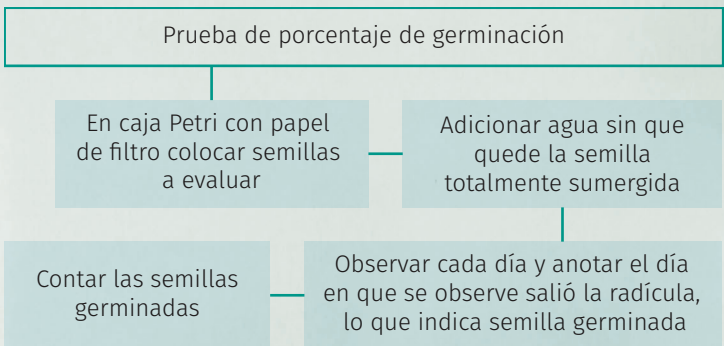 Prueba de porcentaje de germinación
En caja Petri con papel
de filtro colocar semillas
a evaluar
Adicionar agua sin que
quede la semilla
totalmente sumergida
Observar cada día y anotar el día
en que se observe salió la radícula,
lo que indica semilla germinada
Contar las semillas
germinadas